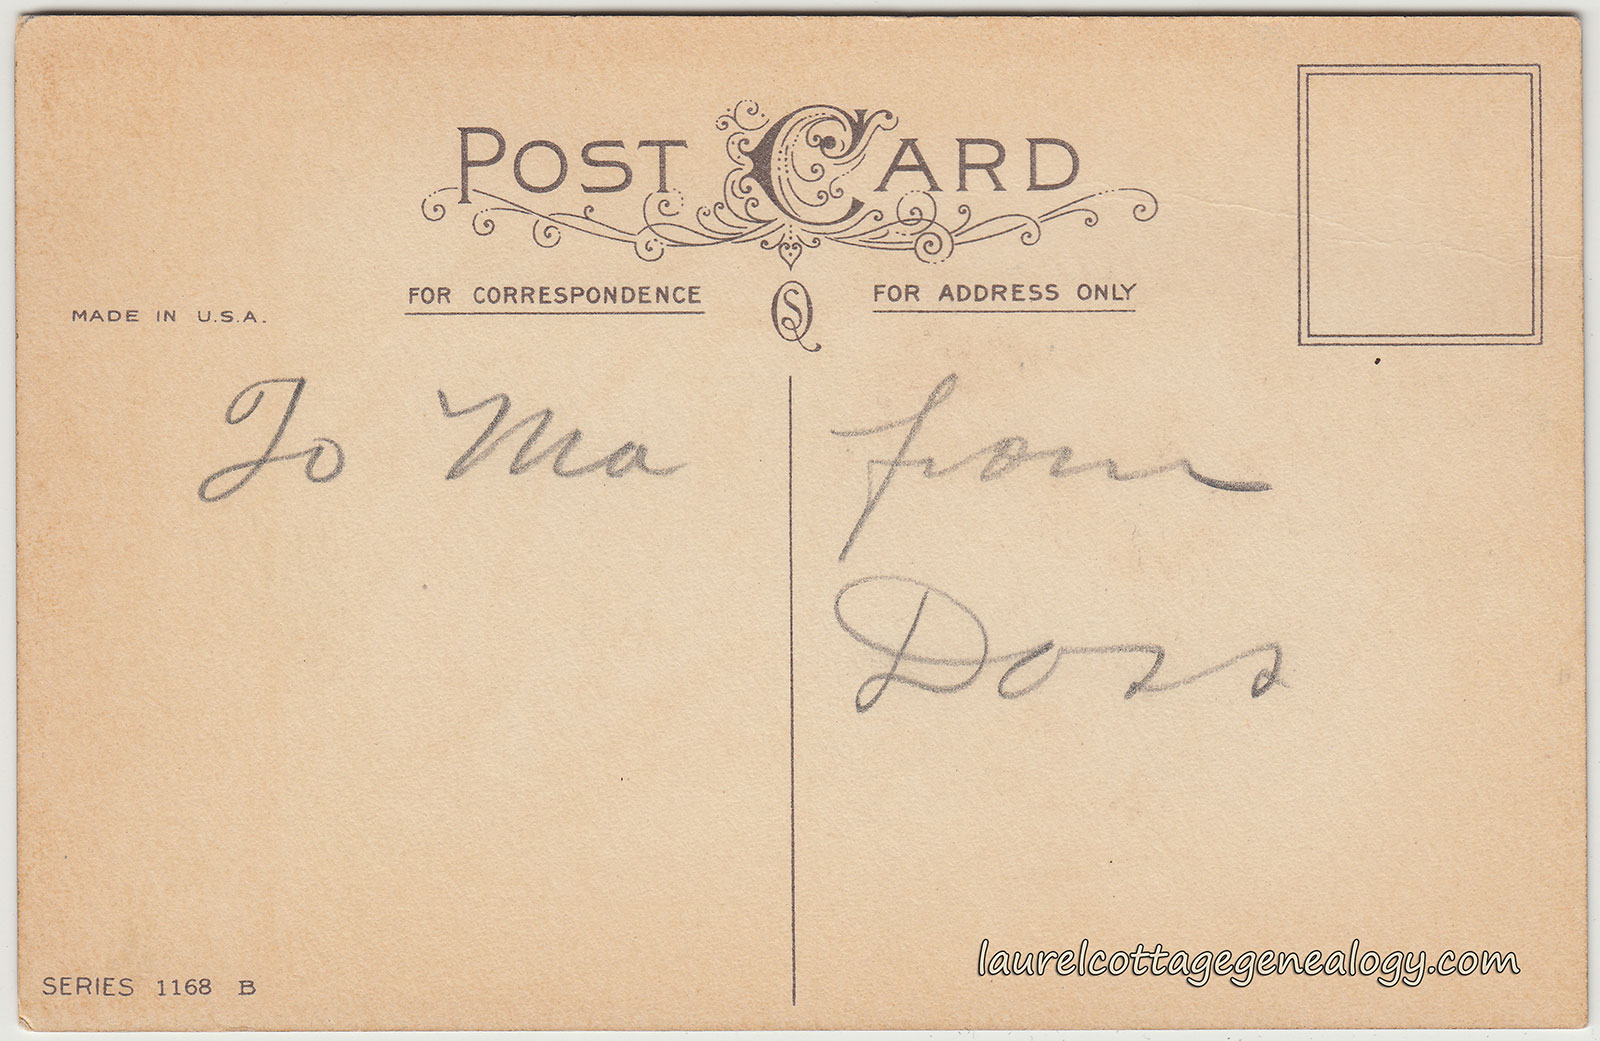 POST CARD
FOR CORRESPONDENCE
FOR ADDRESS ONLY
MADE IN U.S.A.
To Ma from
Doss
SERIES 1168 B
laurelcottagegenealogy.com